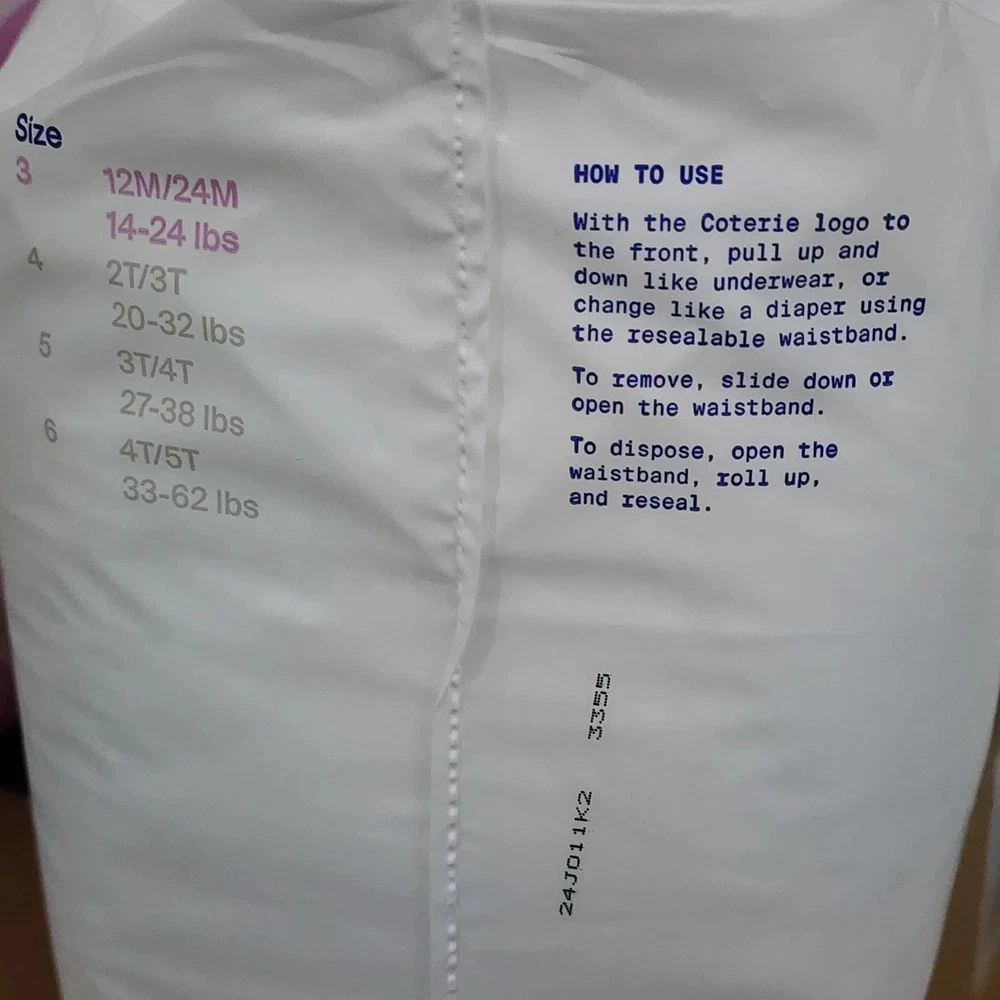 Size
3 12M/24M
14-24 lbs
4 2T/3T
20-32 lbs
5 3T/4T
27-38 lbs
6 4T/5T
33-62 lbs
HOW TO USE
With the Coterie logo to
the front, pull up and
down like underwear, or
change like a diaper using
the resealable waistband.
To remove, slide down or
open the waistband.
To dispose, open the
waistband, roll up,
and reseal.
24J011K2 3355